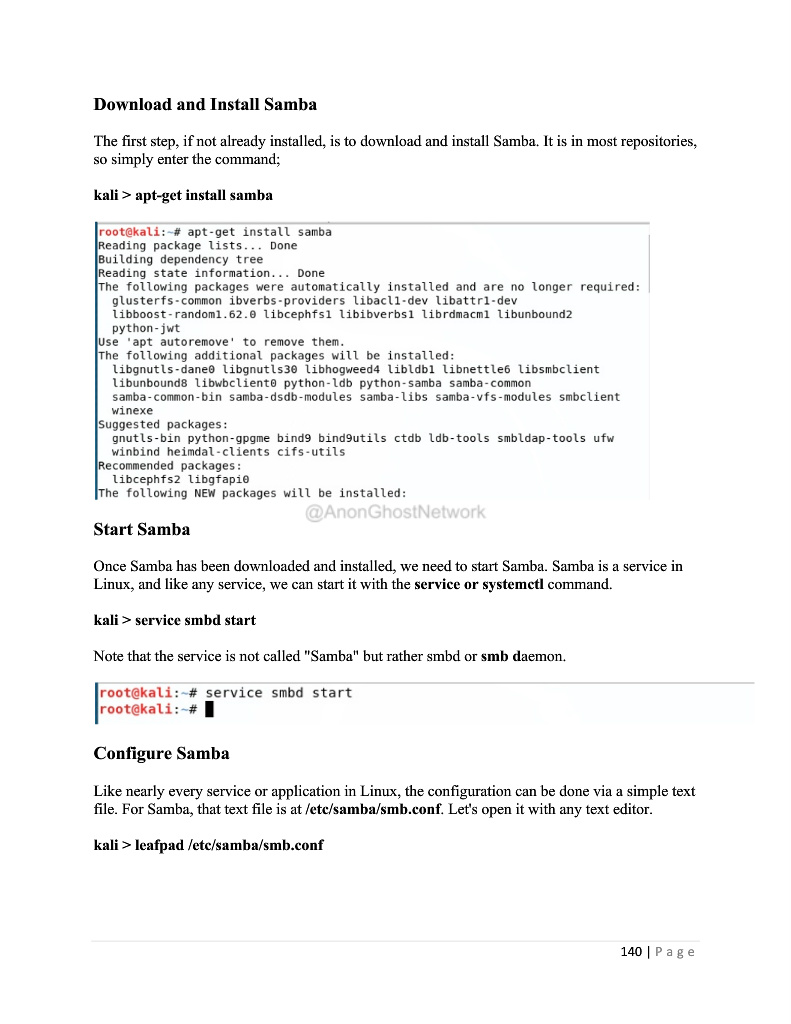 Download and Install Samba
The first step, if not already installed, is to download and install Samba. It is in most repositories,
so simply enter the command;
kali > apt-get install samba
root@kali:~# apt-get install samba
Reading package lists... Done
Building dependency tree
Reading state information... Done
The following packages were automatically installed and are no longer required:
glusterfs-common ibverbs-providers libacl1-dev libattr1-dev
libboost-random1.62.0 libcephfs1 libibverbs1 librdmacm1 libunbound2
python-jwt
Use 'apt autoremove' to remove them.
The following additional packages will be installed:
libgnutls-dane0 libgnutls30 libhogweed4 libldb1 libnettle6 libsmbclient
libunbound8 libwbclient0 python-ldb python-samba samba-common
samba-common-bin samba-dsdb-modules samba-libs samba-vfs-modules smbclient
winexe
Suggested packages:
gnutls-bin python-gpgme bind9 bind9utils ctdb ldb-tools smbldap-tools ufw
winbind heimdal-clients cifs-utils
Recommended packages:
libcephfs2 libgfapi0
The following NEW packages will be installed:
@AnonGhostNetwork
Start Samba
Once Samba has been downloaded and installed, we need to start Samba. Samba is a service in
Linux, and like any service, we can start it with the service or systemctl command.
kali > service smbd start
Note that the service is not called "Samba" but rather smbd or smb daemon.
root@kali:~# service smbd start
root@kali:~#
Configure Samba
Like nearly every service or application in Linux, the configuration can be done via a simple text
file. For Samba, that text file is at /etc/samba/smb.conf. Let's open it with any text editor.
kali > leafpad /etc/samba/smb.conf
140 | Page